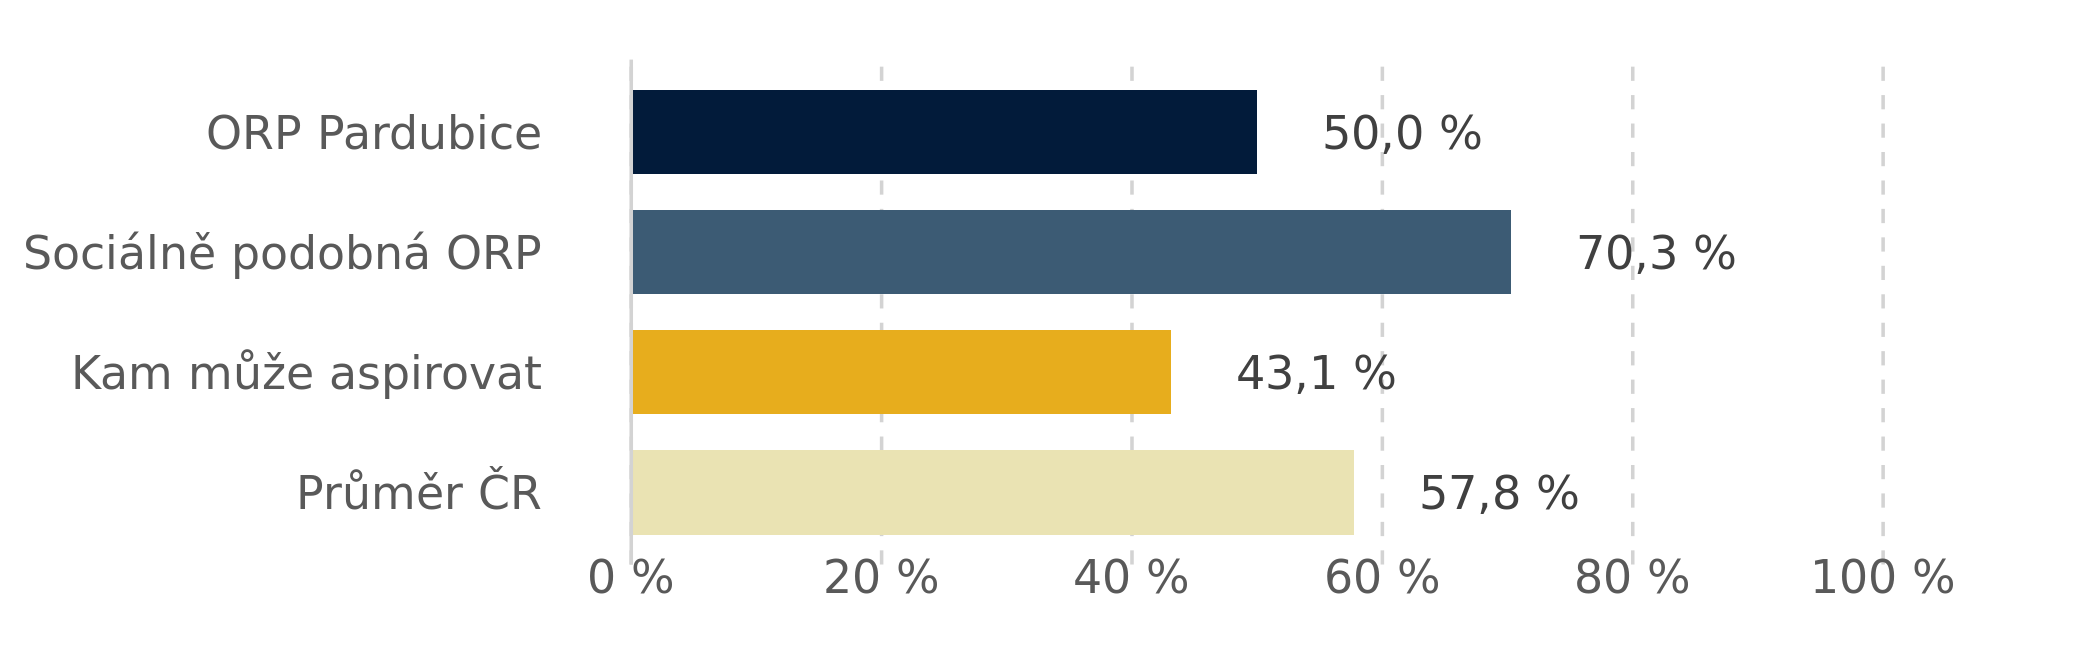 ORP Pardubice 50,0 %
Sociálně podobná ORP 70,3 %
Kam může aspirovat 43,1 %
Průměr ČR 57,8 %
0 % 20 % 40 % 60 % 80 % 100 %